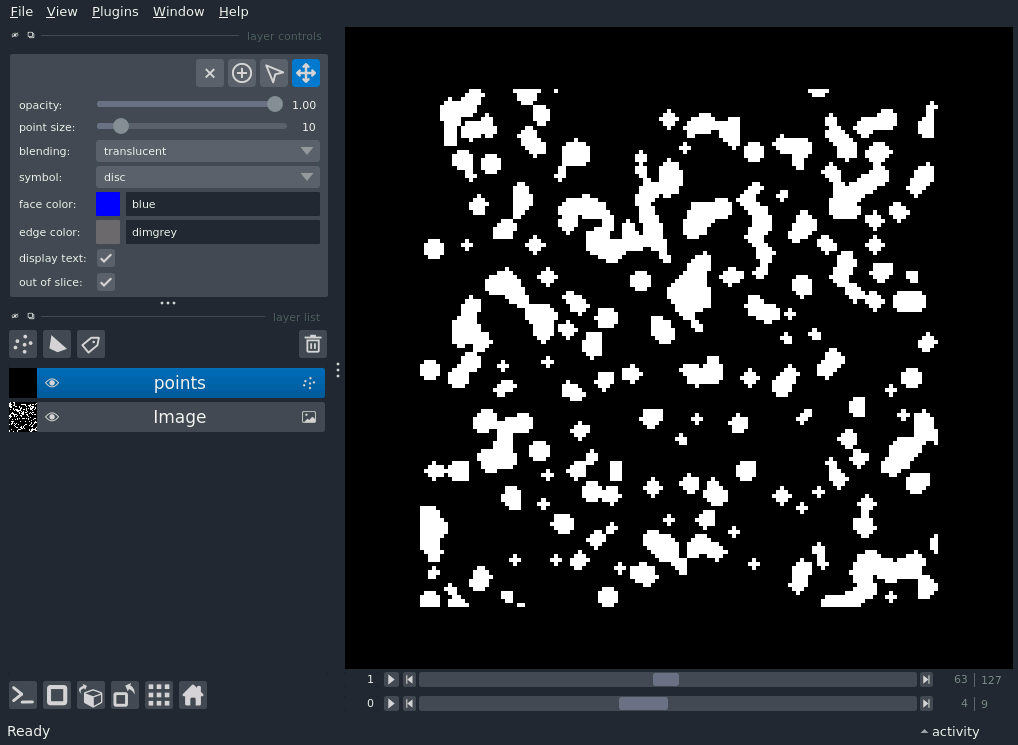 File View Plugins Window Help
layer controls
opacity: 1.00
point size: 10
blending: translucent
symbol: disc
face color: blue
edge color: dimgrey
display text:
out of slice:
layer list
points
Image
1 63 127
0 4 9
Ready activity